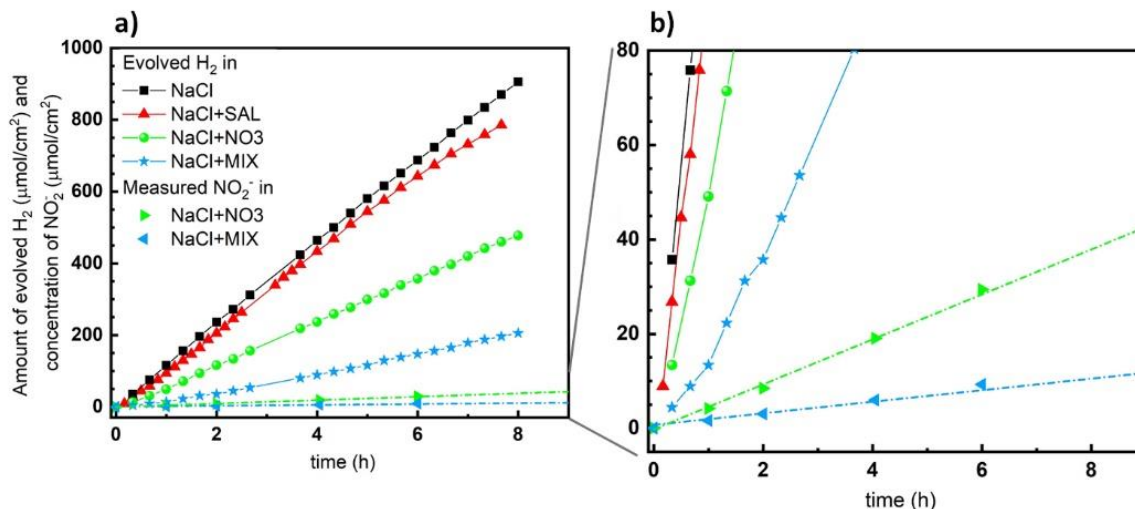 a)
Amount of evolved H₂ (μmol/cm²) and
concentration of NO₂⁻ (μmol/cm²)
1000
800
600
400
200
0
Evolved H₂ in
NaCl
NaCl+SAL
NaCl+NO3
NaCl+MIX
Measured NO₂⁻ in
NaCl+NO3
NaCl+MIX
0 2 4 6 8
time (h)
b)
80
60
40
20
0
0 2 4 6 8
time (h)